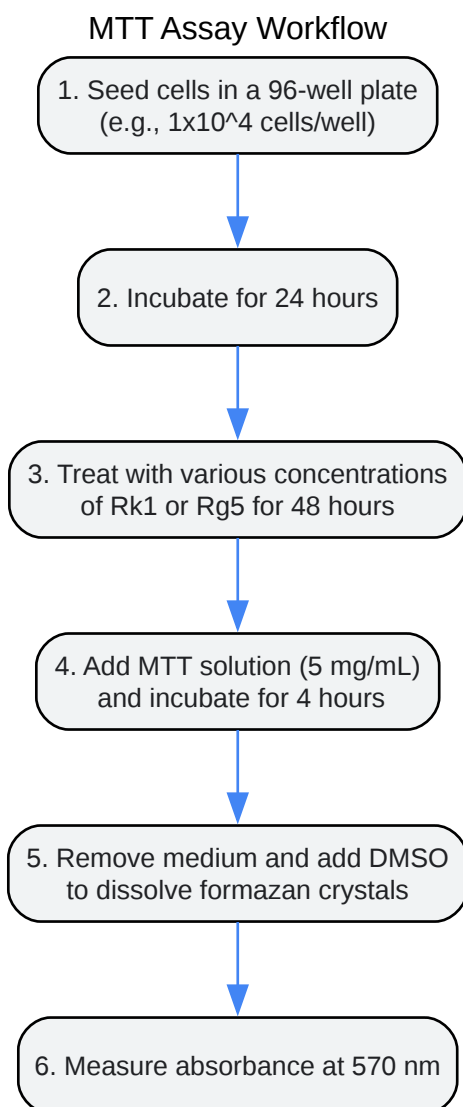 MTT Assay Workflow
1. Seed cells in a 96-well plate
(e.g., 1x10^4 cells/well)
2. Incubate for 24 hours
3. Treat with various concentrations
of Rk1 or Rg5 for 48 hours
4. Add MTT solution (5 mg/mL)
and incubate for 4 hours
5. Remove medium and add DMSO
to dissolve formazan crystals
6. Measure absorbance at 570 nm